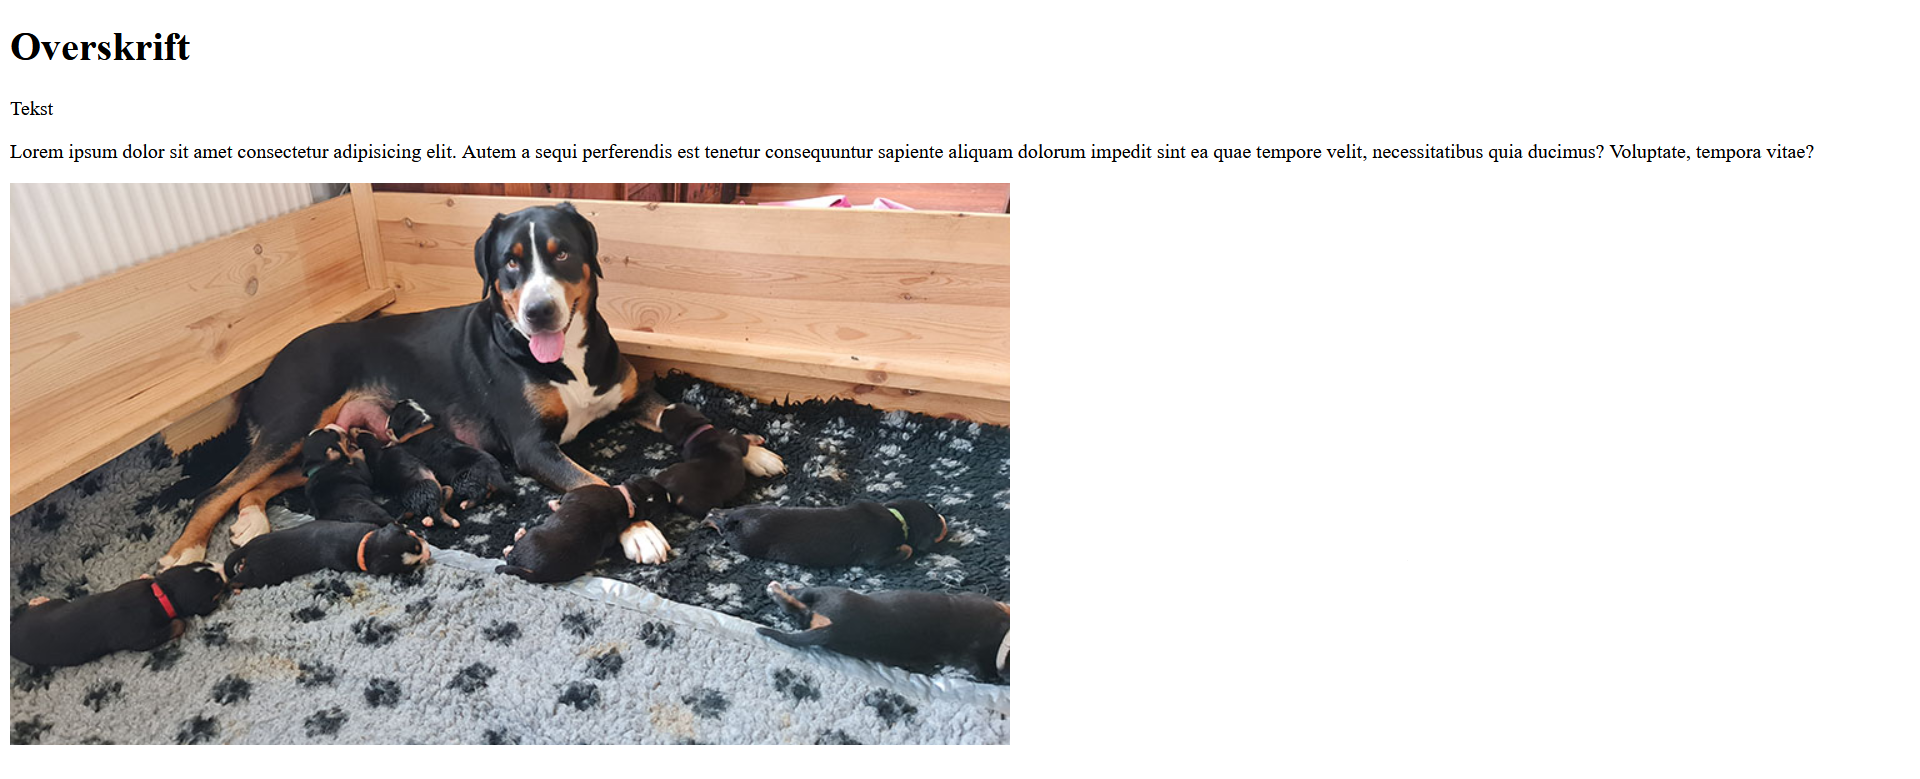 Overskrift
Tekst
Lorem ipsum dolor sit amet consectetur adipisicing elit. Autem a sequi perferendis est tenetur consequuntur sapiente aliquam dolorum impedit sint ea quae tempore velit, necessitatibus quia ducimus? Voluptate, tempora vitae?